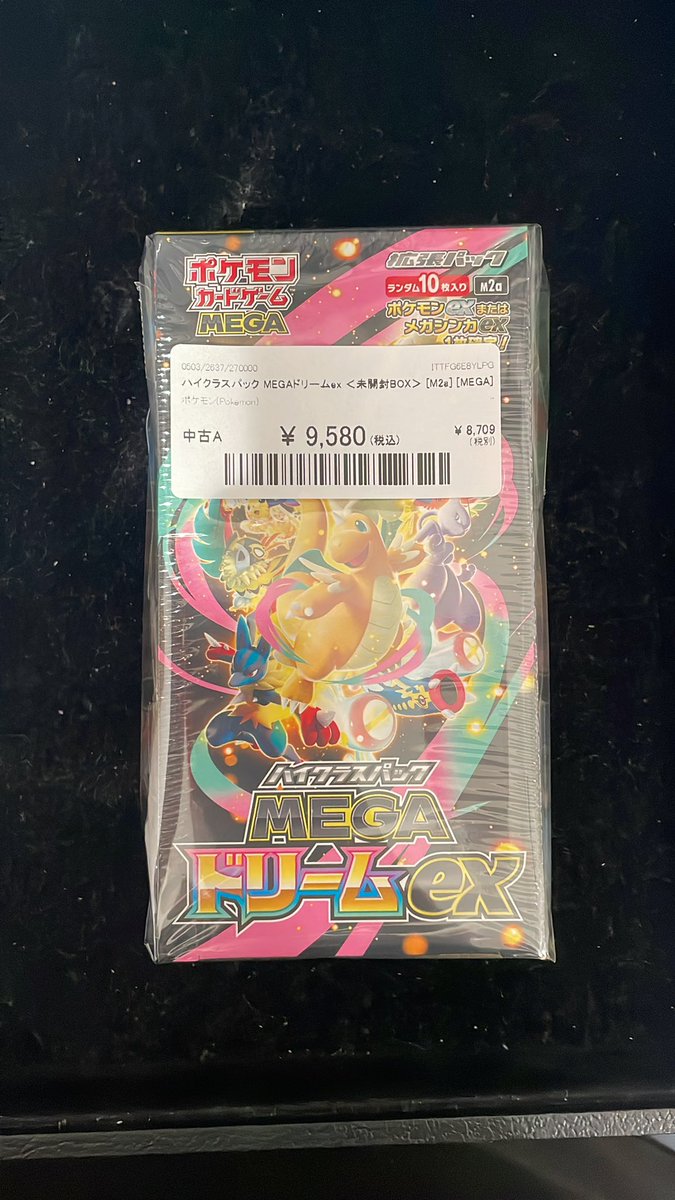 ポケモン
カードゲーム
MEGA
拡張パック
ランダム10枚入り M2a
ポケモンexまたは
メガシンカex
0503/2637/270000 ITTFG6E8YLPG
ハイクラスパック MEGAドリームex <未開封BOX> [M2a] [MEGA]
ポケモン(Pokemon)
中古A ¥ 9,580(税込) ¥ 8,709
(税別)
ハイクラスパック
MEGA
ドリームex